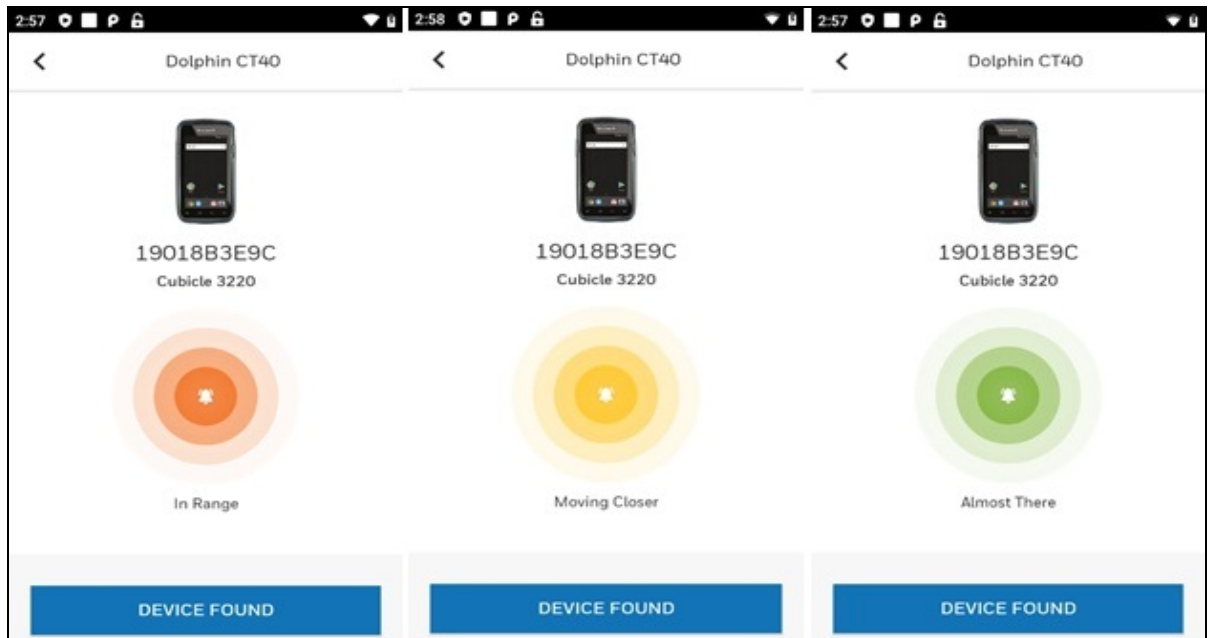 2:57
Dolphin CT40
19018B3E9C
Cubicle 3220
In Range
DEVICE FOUND
2:58
Dolphin CT40
19018B3E9C
Cubicle 3220
Moving Closer
DEVICE FOUND
2:57
Dolphin CT40
19018B3E9C
Cubicle 3220
Almost There
DEVICE FOUND